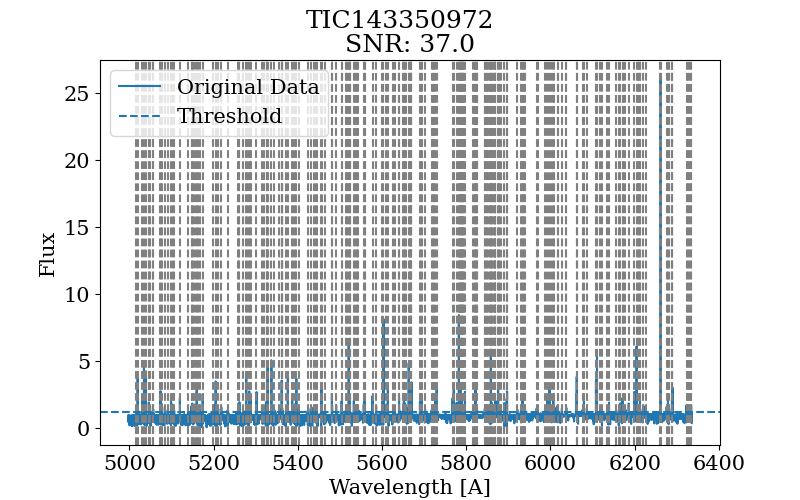 TIC143350972
SNR: 37.0
Original Data
Threshold
Flux
25
20
15
10
5
0
5000 5200 5400 5600 5800 6000 6200 6400
Wavelength [A]